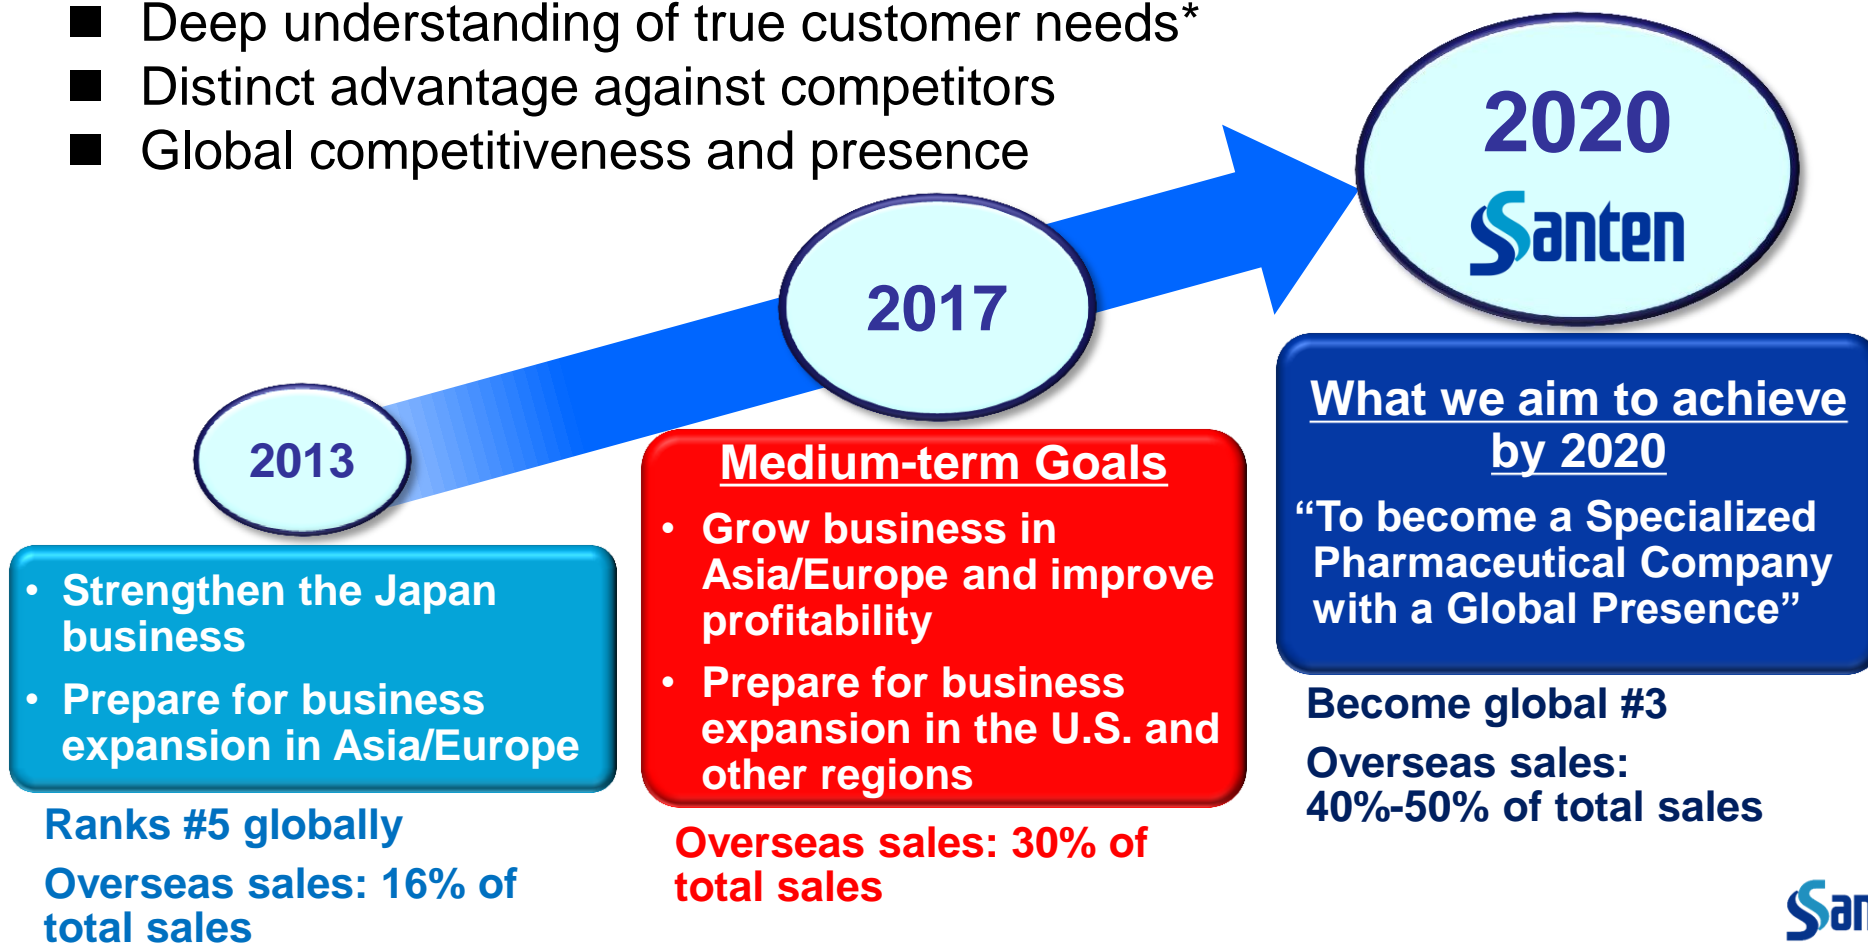 ■ Deep understanding of true customer needs*
■ Distinct advantage against competitors
■ Global competitiveness and presence
2020
Santen
2017
2013
• Strengthen the Japan
business
• Prepare for business
expansion in Asia/Europe
Ranks #5 globally
Overseas sales: 16% of
total sales
Medium-term Goals
• Grow business in
Asia/Europe and improve
profitability
• Prepare for business
expansion in the U.S. and
other regions
Overseas sales: 30% of
total sales
What we aim to achieve
by 2020
“To become a Specialized
Pharmaceutical Company
with a Global Presence”
Become global #3
Overseas sales:
40%-50% of total sales
San